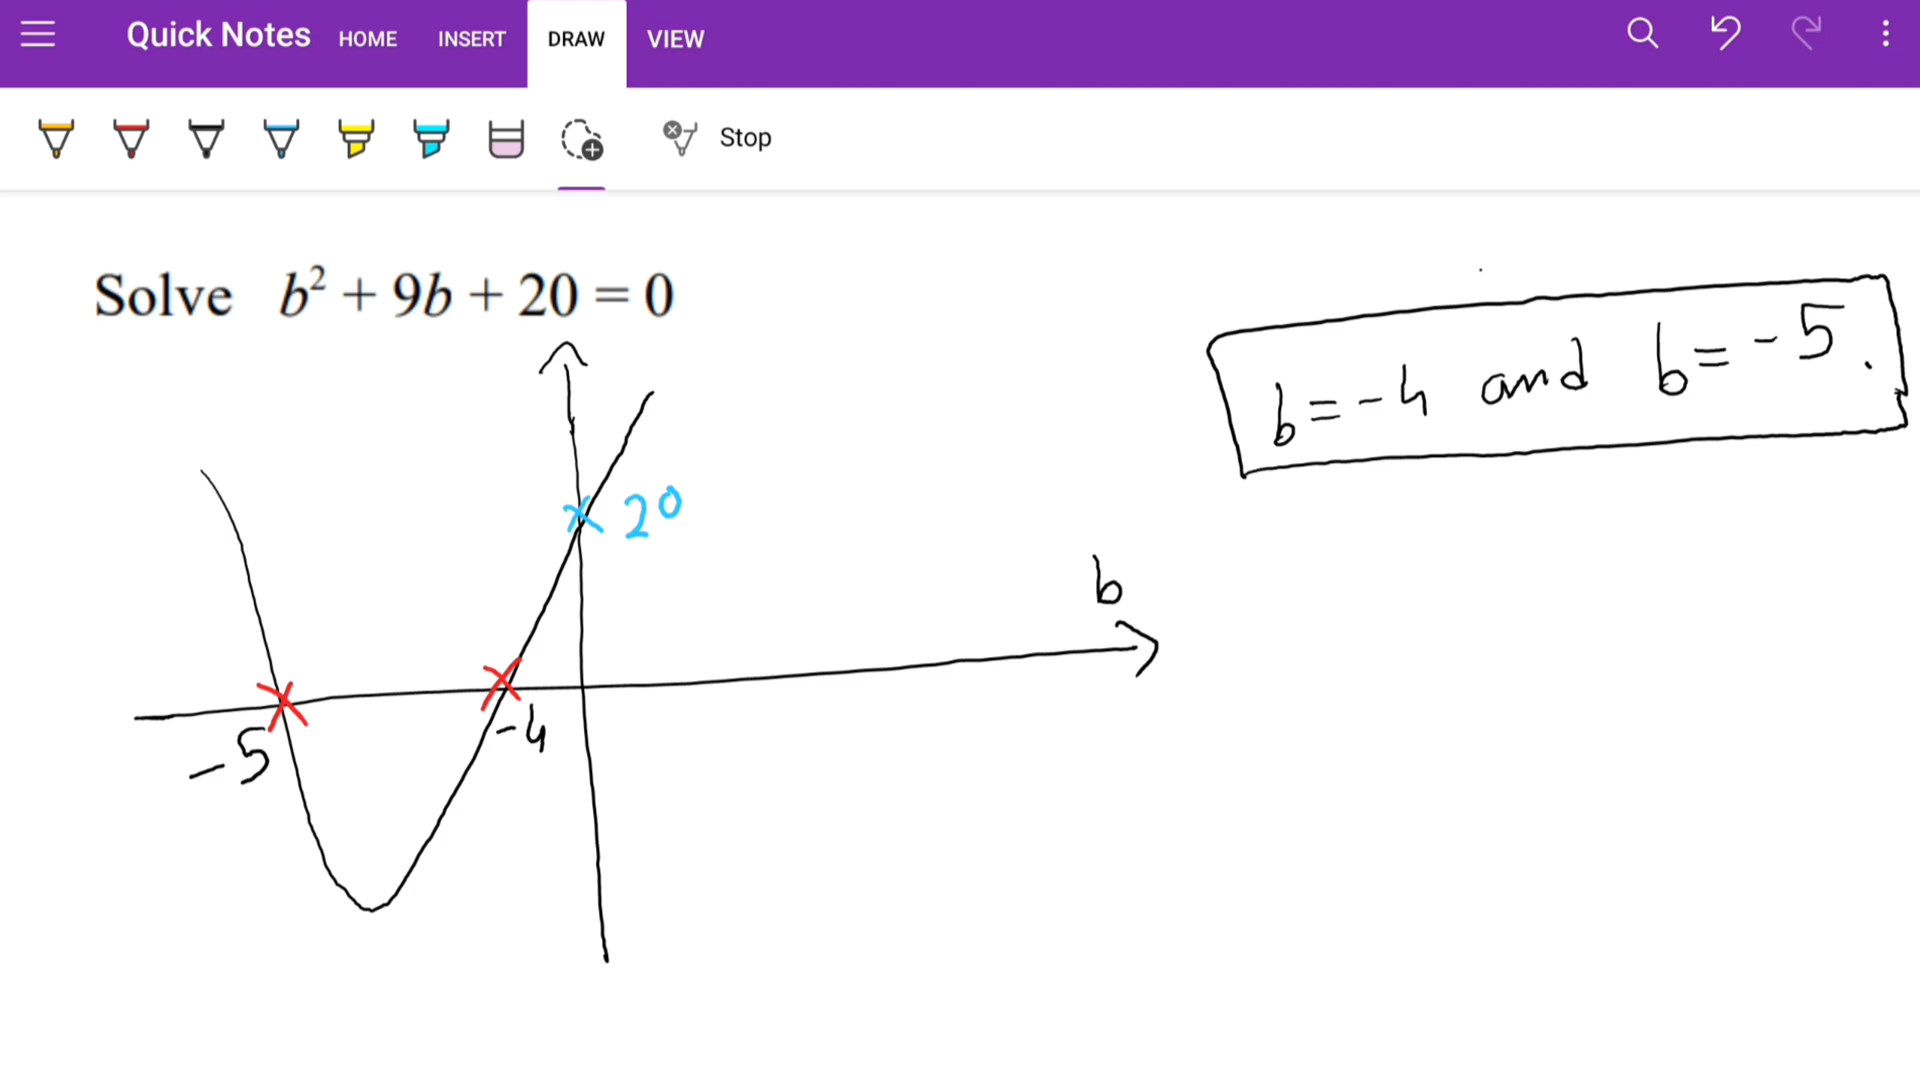 Quick Notes HOME INSERT DRAW VIEW
Stop
Solve b² + 9b + 20 = 0
b = -4 and b = -5.
20
b
-4
-5